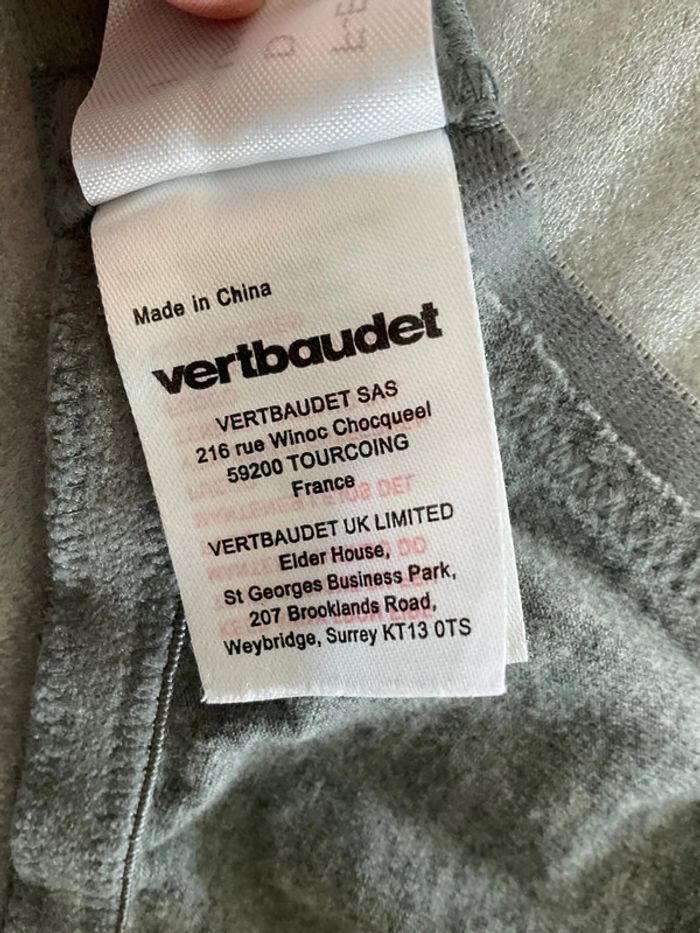 Made in China
vertbaudet
VERTBAUDET SAS
216 rue Winoc Chocqueel
59200 TOURCOING
France
VERTBAUDET UK LIMITED
Elder House,
St Georges Business Park,
207 Brooklands Road,
Weybridge, Surrey KT13 0TS